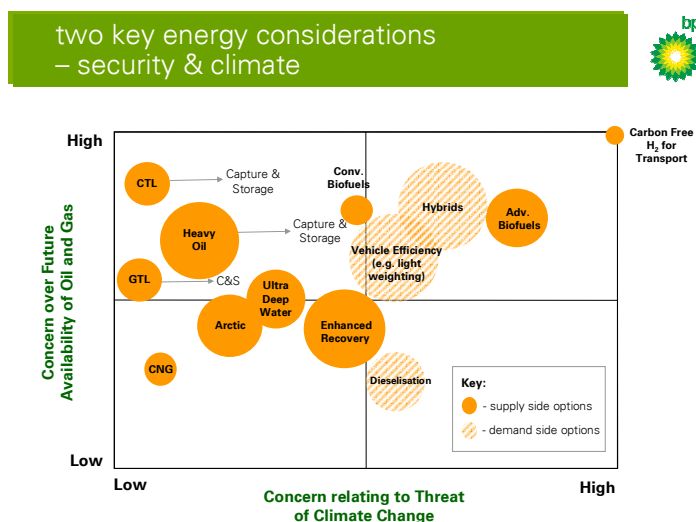 two key energy considerations
– security & climate
bp
High
Concern over Future
Availability of Oil and Gas
Low
Low
Concern relating to Threat
of Climate Change
High
Carbon Free
H₂ for
Transport
CTL
Capture &
Storage
Conv.
Biofuels
Hybrids
Adv.
Biofuels
Heavy
Oil
Capture &
Storage
Vehicle Efficiency
(e.g. light
weighting)
GTL
C&S
Ultra
Deep
Water
Arctic
Enhanced
Recovery
CNG
Dieselisation
Key:
- supply side options
- demand side options